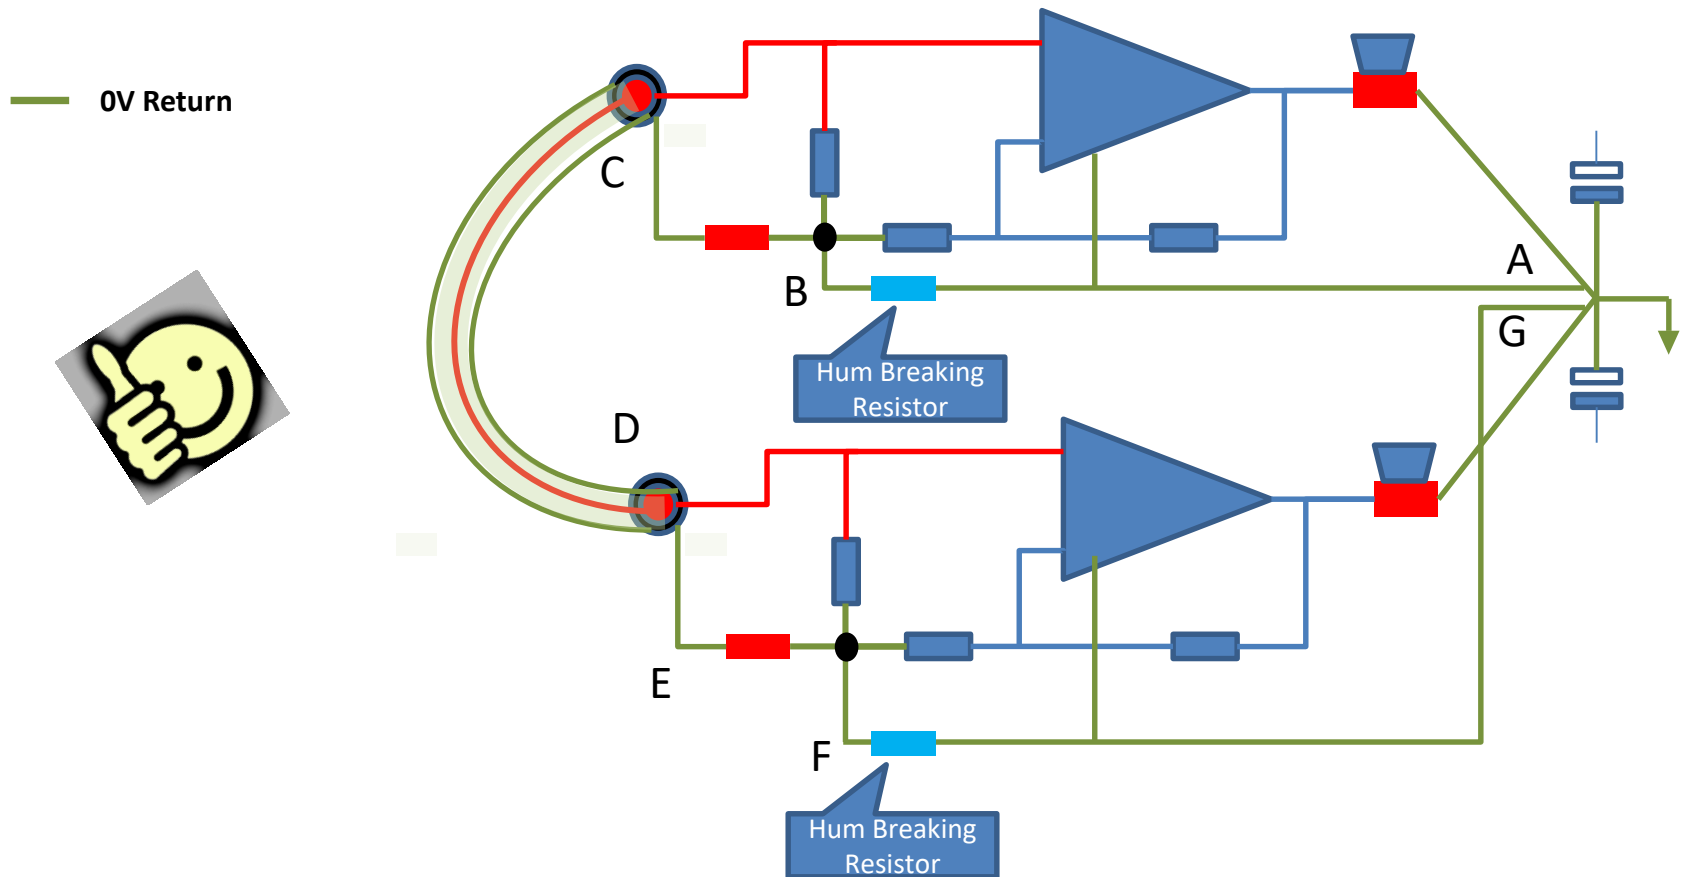 0V Return
C
A
B
G
Hum Breaking
Resistor
D
E
F
Hum Breaking
Resistor